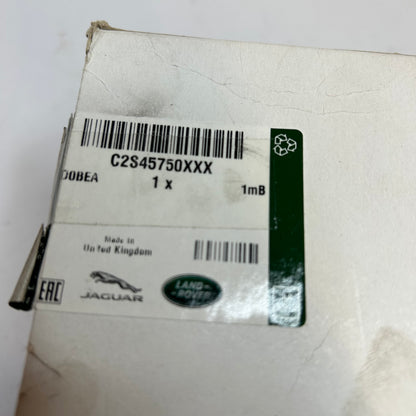 C2S45750XXX
OOBEA 1 x 1mB
Made in
United Kingdom
EAC JAGUAR LAND
ROVER